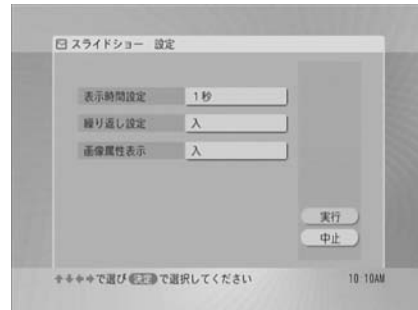 スライドショー 設定
表示時間設定 1秒
繰り返し設定 入
画像属性表示 入
実行
中止
で選び 決定 で選択してください 10:10AM